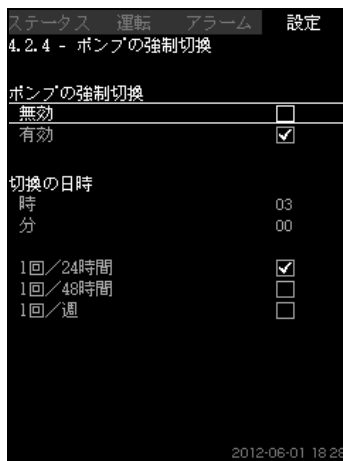 ステータス 運転 アラーム 設定
4.2.4 - ポンプの強制切換
ポンプの強制切換
無効
有効
切換の日時
時 03
分 00
1回/24時間
1回/48時間
1回/週
2012-06-01 18:28